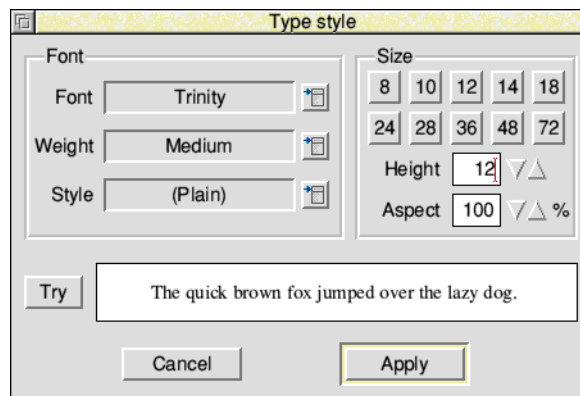 Type style
Font
Font Trinity
Weight Medium
Style (Plain)
Size
8 10 12 14 18
24 28 36 48 72
Height 12
Aspect 100 %
Try The quick brown fox jumped over the lazy dog.
Cancel Apply